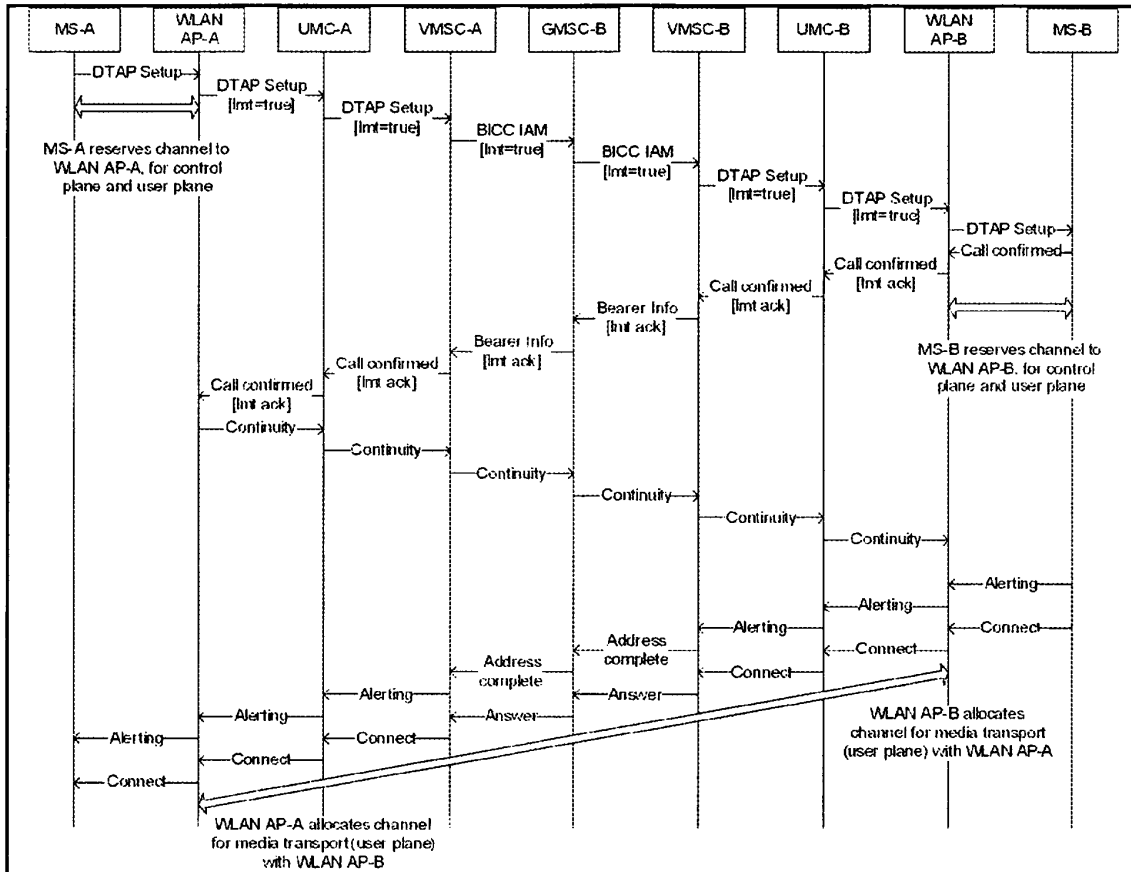 MS-A
WLAN
AP-A
UMC-A
VMSC-A
GMSC-B
VMSC-B
UMC-B
WLAN
AP-B
MS-B
DTAP Setup
DTAP Setup
[lmt=true]
DTAP Setup
[lmt=true]
BICC IAM
[lmt=true]
BICC IAM
[lmt=true]
DTAP Setup
[lmt=true]
DTAP Setup
[lmt=true]
DTAP Setup
MS-A reserves channel to
WLAN AP-A, for control
plane and user plane
Call confirmed
Call confirmed
[lmt ack]
Call confirmed
[lmt ack]
Bearer Info
[lmt ack]
Bearer Info
[lmt ack]
Call confirmed
[lmt ack]
Call confirmed
[lmt ack]
MS-B reserves channel to
WLAN AP-B, for control
plane and user plane
Continuity
Continuity
Continuity
Continuity
Continuity
Continuity
Alerting
Alerting
Alerting
Connect
Address
complete
Connect
Address
complete
Connect
Alerting
Answer
Alerting
Answer
WLAN AP-B allocates
channel for media transport
(user plane) with WLAN AP-A
Alerting
Connect
Connect
Connect
WLAN AP-A allocates channel
for media transport (user plane)
with WLAN AP-B